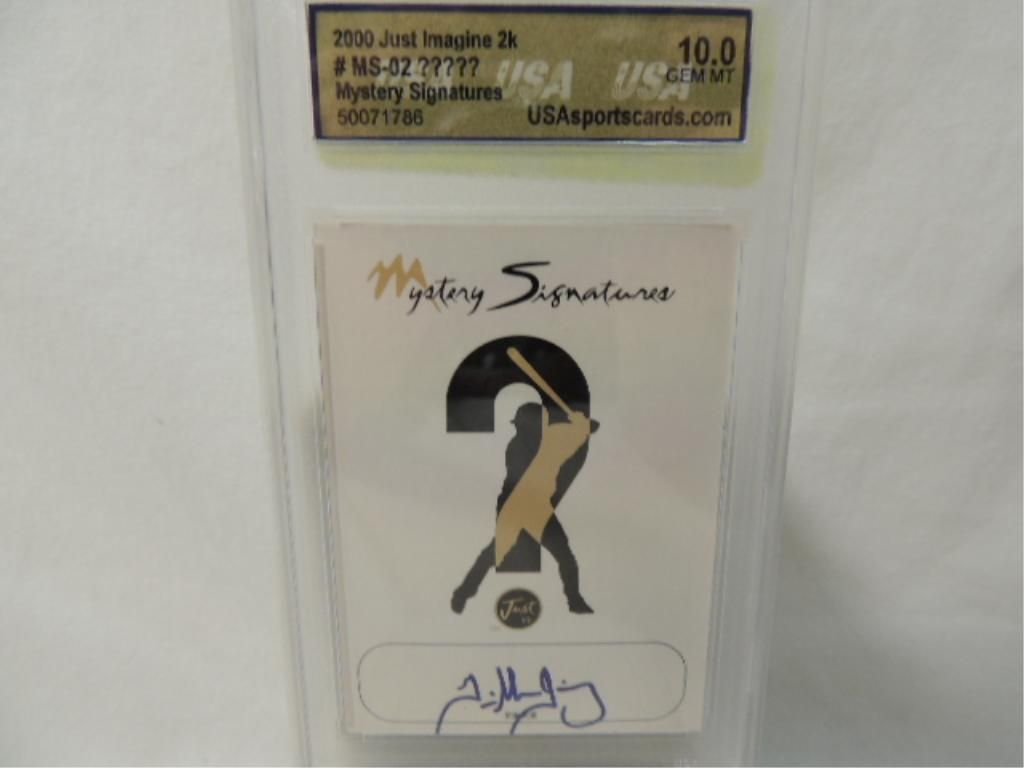 2000 Just Imagine 2k
10.0
# MS-02 ?????
GEM MT
USA USA
Mystery Signatures
50071786
USAsportscards.com
Mystery Signatures
?
Just